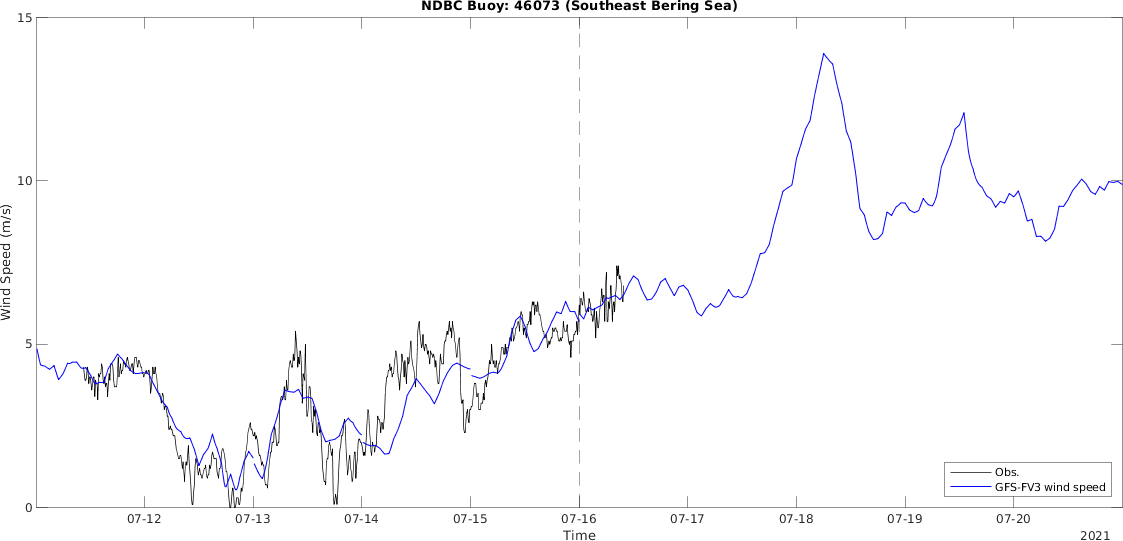 NDBC Buoy: 46073 (Southeast Bering Sea)
15
10
5
0
Wind Speed (m/s)
07-12 07-13 07-14 07-15 07-16 07-17 07-18 07-19 07-20
Time
2021
Obs.
GFS-FV3 wind speed